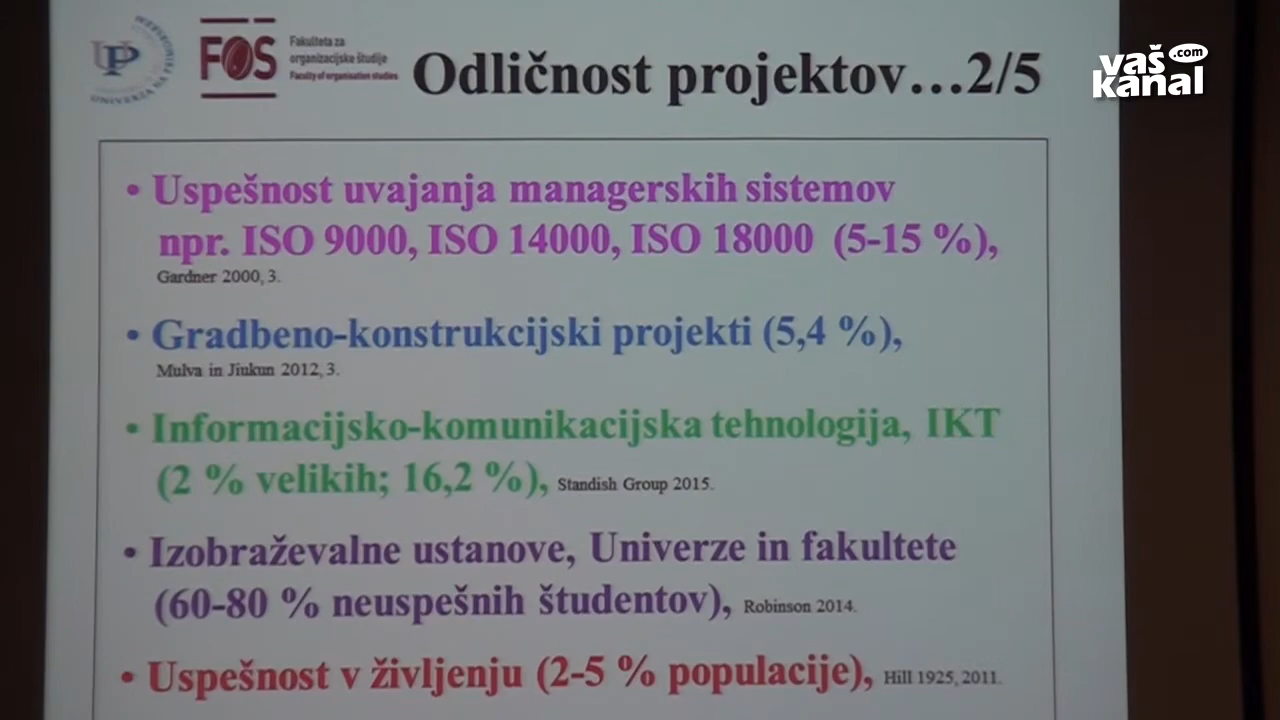 UP
FOŠ
Fakulteta za
organizacijske študije
Faculty of organisation studies
Odličnost projektov…2/5
vaš
kanal
.com
• Uspešnost uvajanja managerskih sistemov
npr. ISO 9000, ISO 14000, ISO 18000 (5-15 %),
Gardner 2000, 3.
• Gradbeno-konstrukcijski projekti (5,4 %),
Mulva in Jiukun 2012, 3.
• Informacijsko-komunikacijska tehnologija, IKT
(2 % velikih; 16,2 %), Standish Group 2015.
• Izobraževalne ustanove, Univerze in fakultete
(60-80 % neuspešnih študentov), Robinson 2014.
• Uspešnost v življenju (2-5 % populacije), Hill 1925, 2011.